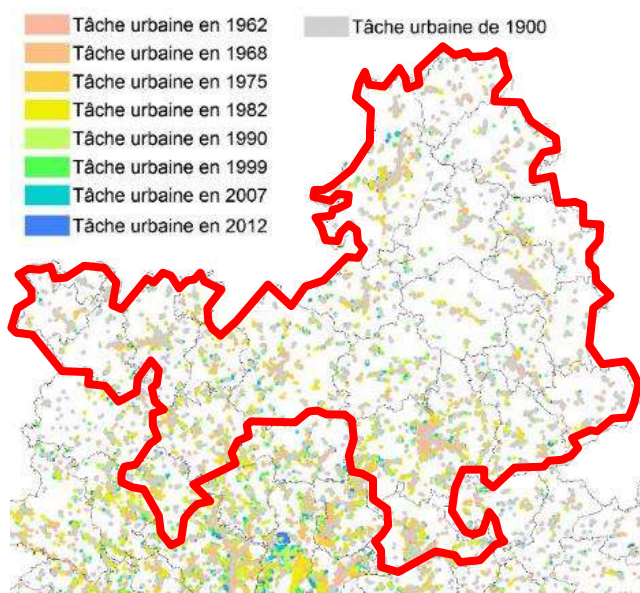 Tâche urbaine en 1962
Tâche urbaine en 1968
Tâche urbaine en 1975
Tâche urbaine en 1982
Tâche urbaine en 1990
Tâche urbaine en 1999
Tâche urbaine en 2007
Tâche urbaine en 2012
Tâche urbaine de 1900